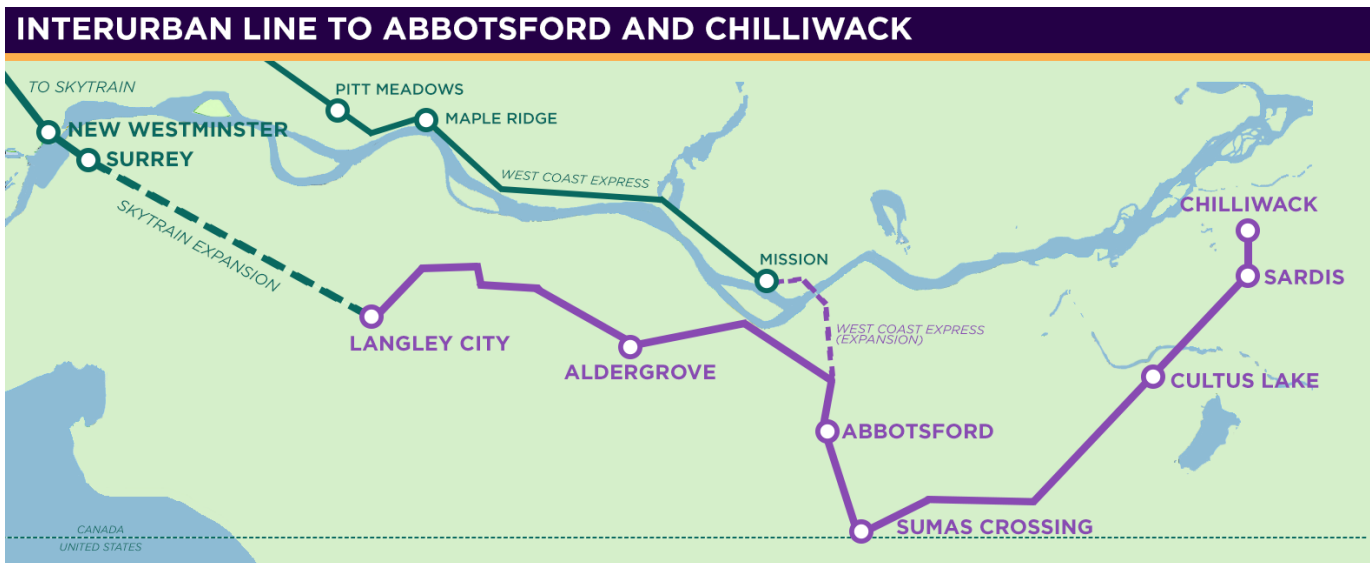 INTERURBAN LINE TO ABBOTSFORD AND CHILLIWACK
TO SKYTRAIN
PITT MEADOWS
MAPLE RIDGE
NEW WESTMINSTER
SURREY
WEST COAST EXPRESS
SKYTRAIN EXPANSION
CHILLIWACK
MISSION
SARDIS
WEST COAST EXPRESS
(EXPANSION)
LANGLEY CITY
ALDERGROVE
CULTUS LAKE
ABBOTSFORD
SUMAS CROSSING
CANADA
UNITED STATES